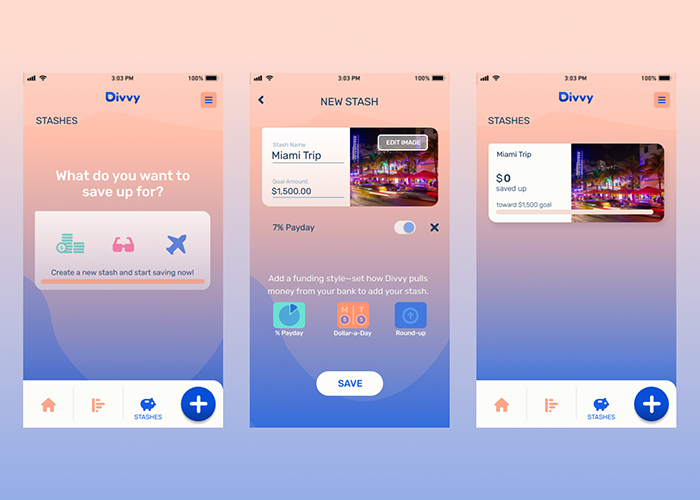 3:03 PM
100%
Divvy
STASHES
What do you want to
save up for?
Create a new stash and start saving now!
STASHES
3:03 PM
100%
NEW STASH
Stash Name
Miami Trip
EDIT IMAGE
Goal Amount
$1,500.00
7% Payday
Add a funding style—set how Divvy pulls
money from your bank to add your stash.
M T
$ $
% Payday
Dollar-a-Day
Round-up
SAVE
3:03 PM
100%
Divvy
STASHES
Miami Trip
$0
saved up
toward $1,500 goal
STASHES